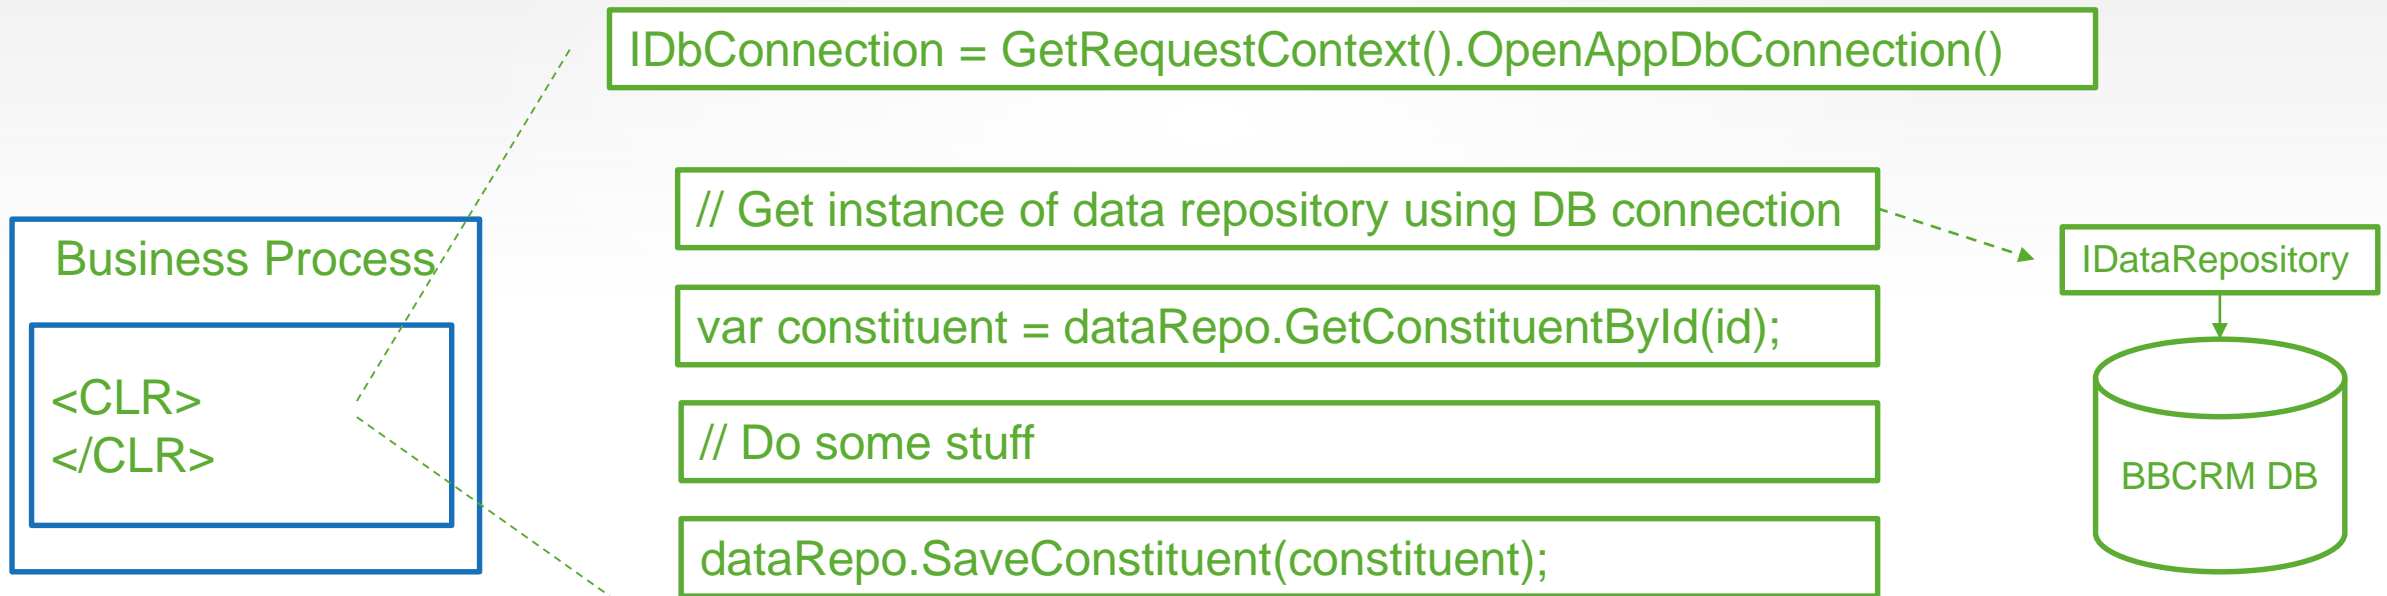 IDbConnection = GetRequestContext().OpenAppDbConnection()
// Get instance of data repository using DB connection
Business Process
IDataRepository
var constituent = dataRepo.GetConstituentById(id);
<CLR>
</CLR>
// Do some stuff
BBCRM DB
dataRepo.SaveConstituent(constituent);